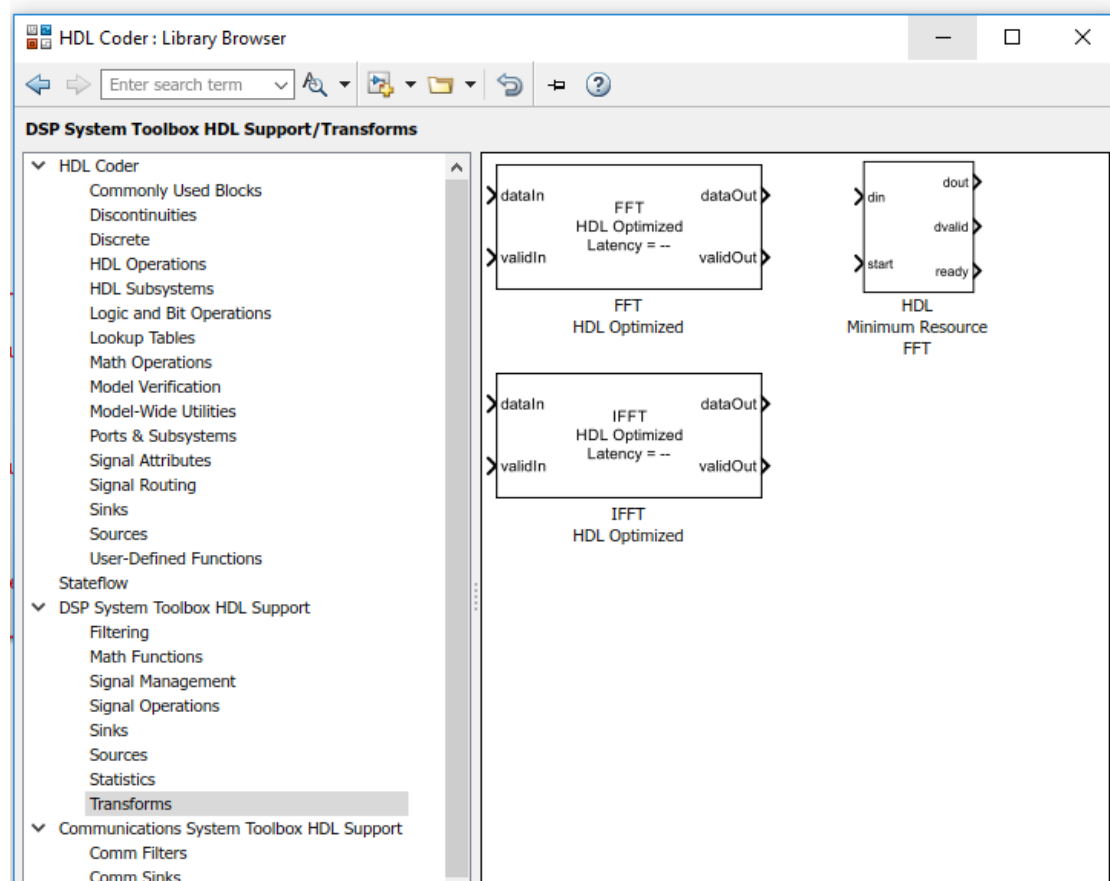 HDL Coder : Library Browser
Enter search term
DSP System Toolbox HDL Support/Transforms
HDL Coder
Commonly Used Blocks
Discontinuities
Discrete
HDL Operations
HDL Subsystems
Logic and Bit Operations
Lookup Tables
Math Operations
Model Verification
Model-Wide Utilities
Ports & Subsystems
Signal Attributes
Signal Routing
Sinks
Sources
User-Defined Functions
Stateflow
DSP System Toolbox HDL Support
Filtering
Math Functions
Signal Management
Signal Operations
Sinks
Sources
Statistics
Transforms
Communications System Toolbox HDL Support
Comm Filters
Comm Sinks
dataIn
validIn
FFT
HDL Optimized
Latency = --
dataOut
validOut
FFT
HDL Optimized
din
start
dout
dvalid
ready
HDL
Minimum Resource
FFT
dataIn
validIn
IFFT
HDL Optimized
Latency = --
dataOut
validOut
IFFT
HDL Optimized